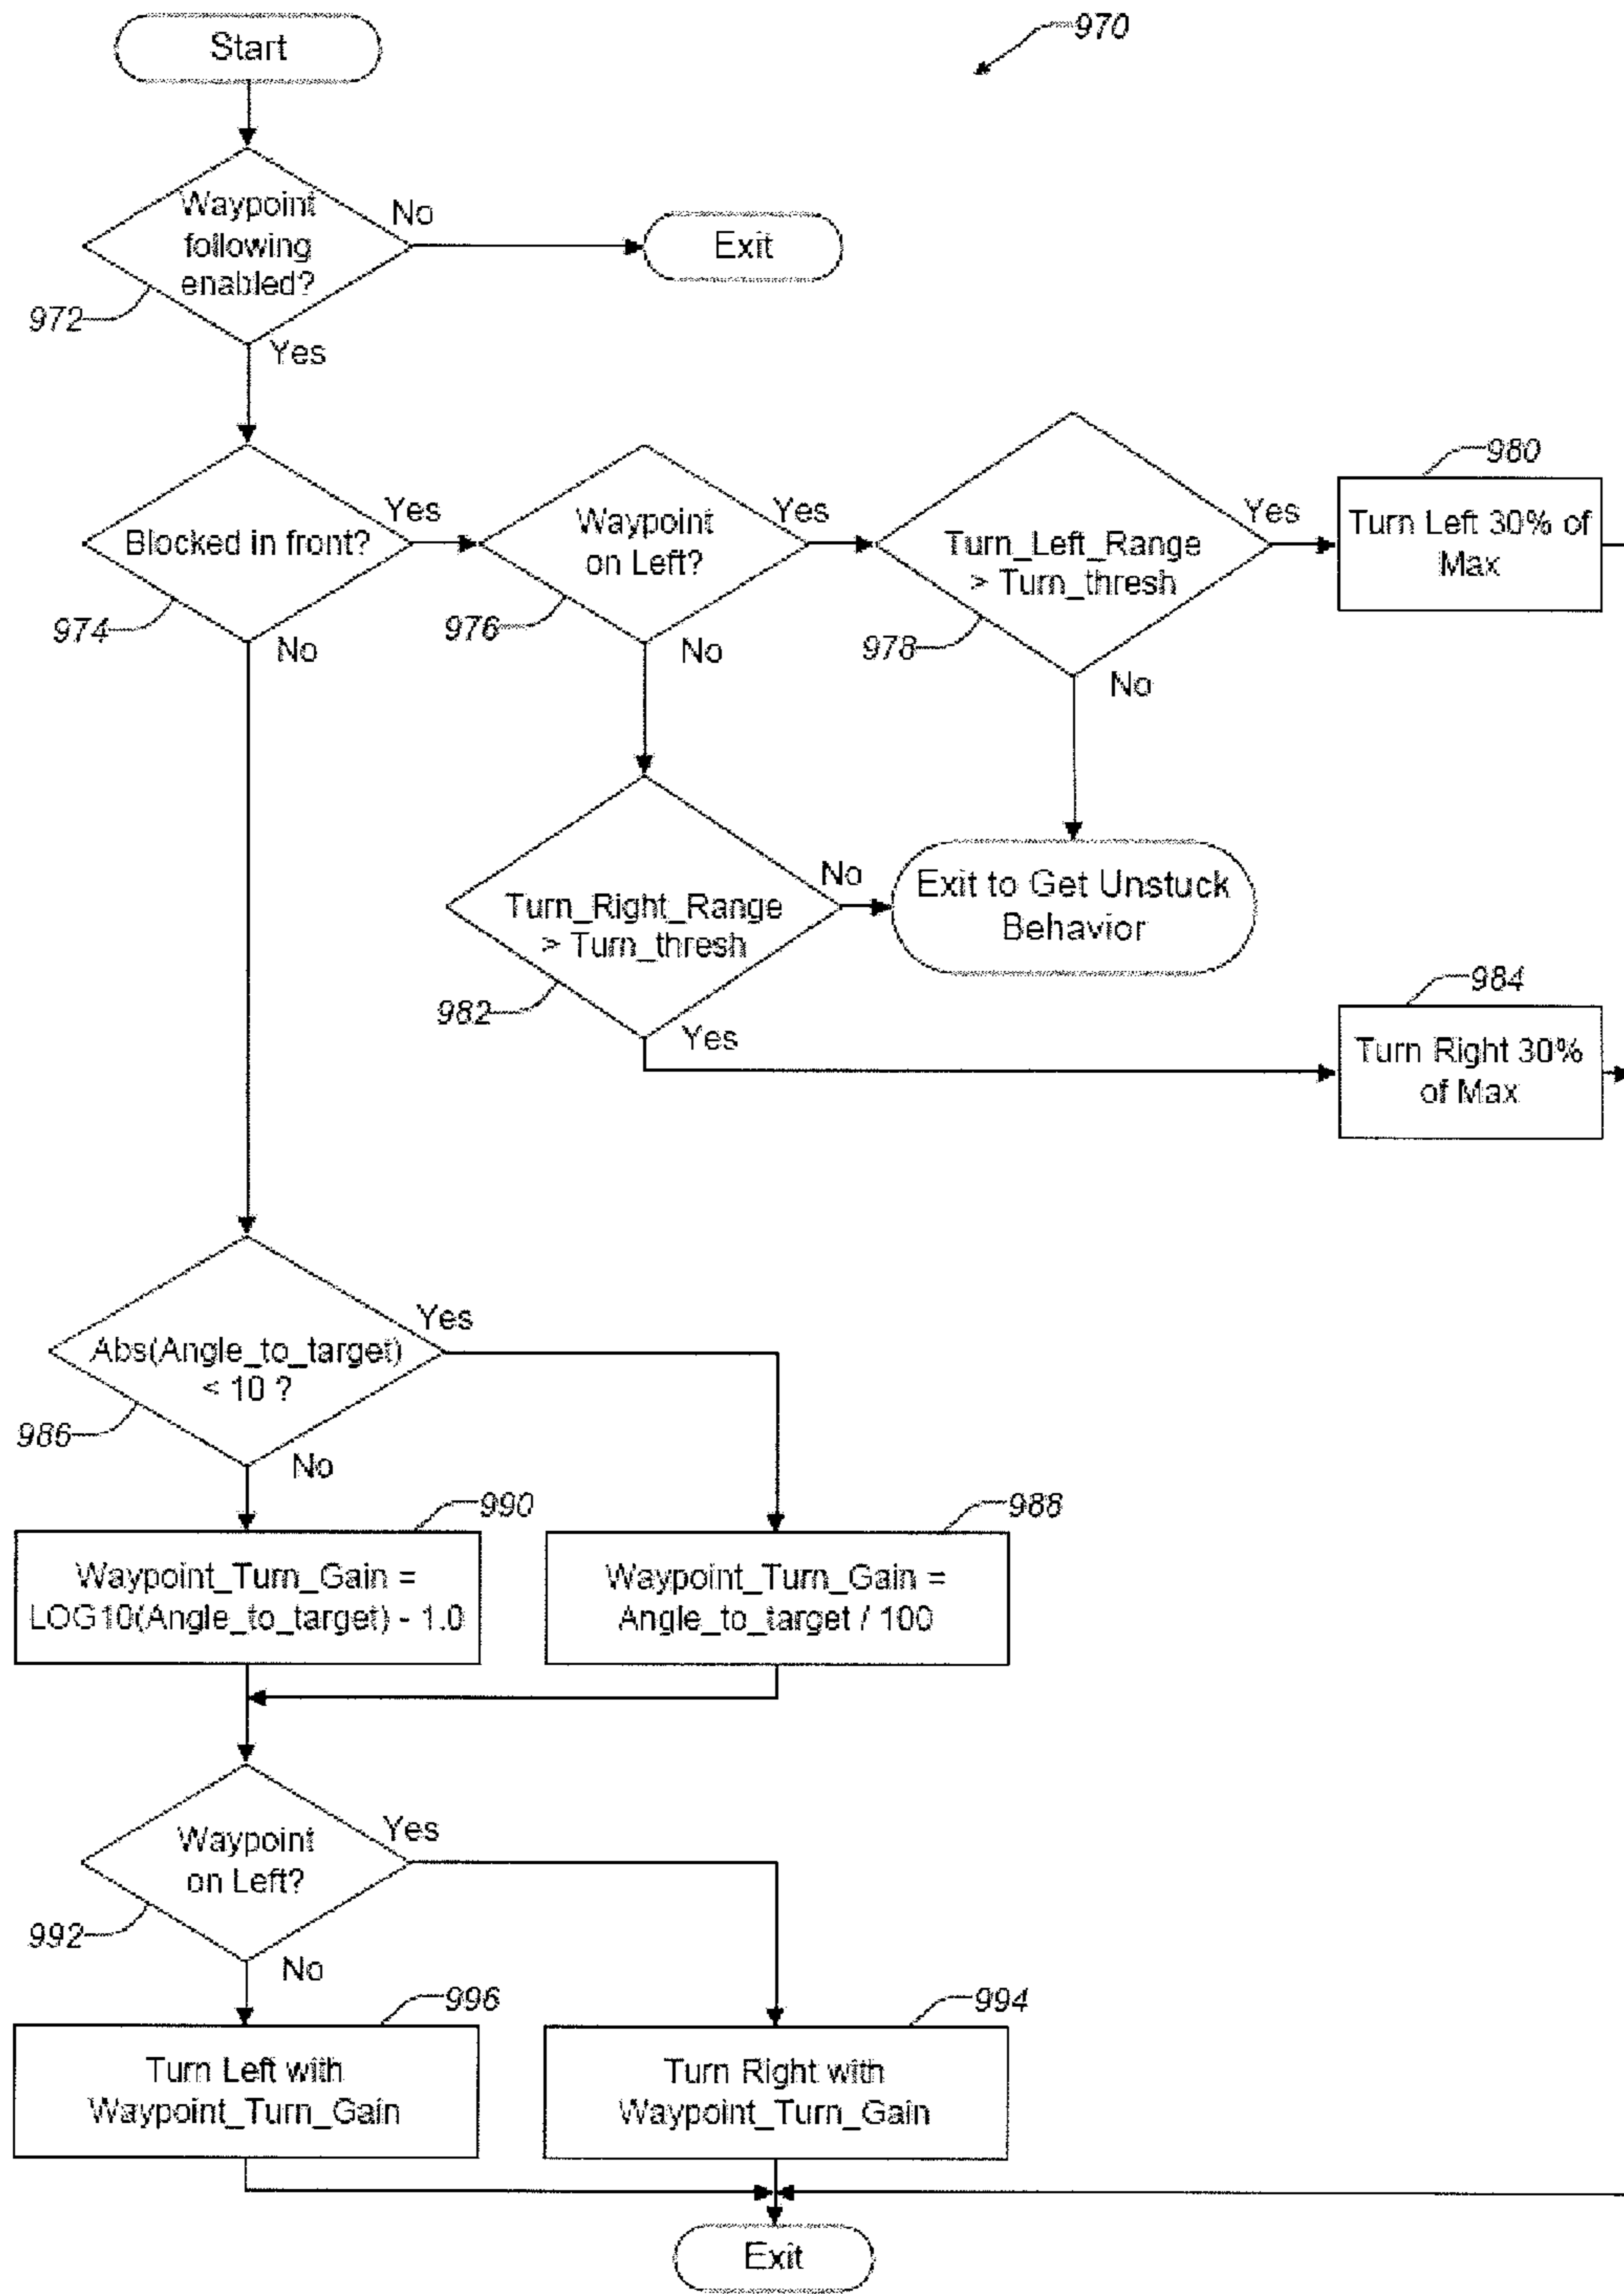 Start
970
Waypoint
following
enabled?
No
Exit
972
Yes
Blocked in front?
Yes
974
No
Waypoint
on Left?
Yes
976
No
Turn_Left_Range
> Turn_thresh
Yes
978
No
980
Turn Left 30% of
Max
Turn_Right_Range
> Turn_thresh
No
982
Yes
Exit to Get Unstuck
Behavior
984
Turn Right 30%
of Max
Abs(Angle_to_target)
< 10 ?
Yes
986
No
990
Waypoint_Turn_Gain =
LOG10(Angle_to_target) - 1.0
988
Waypoint_Turn_Gain =
Angle_to_target / 100
Waypoint
on Left?
Yes
992
No
996
Turn Left with
Waypoint_Turn_Gain
994
Turn Right with
Waypoint_Turn_Gain
Exit